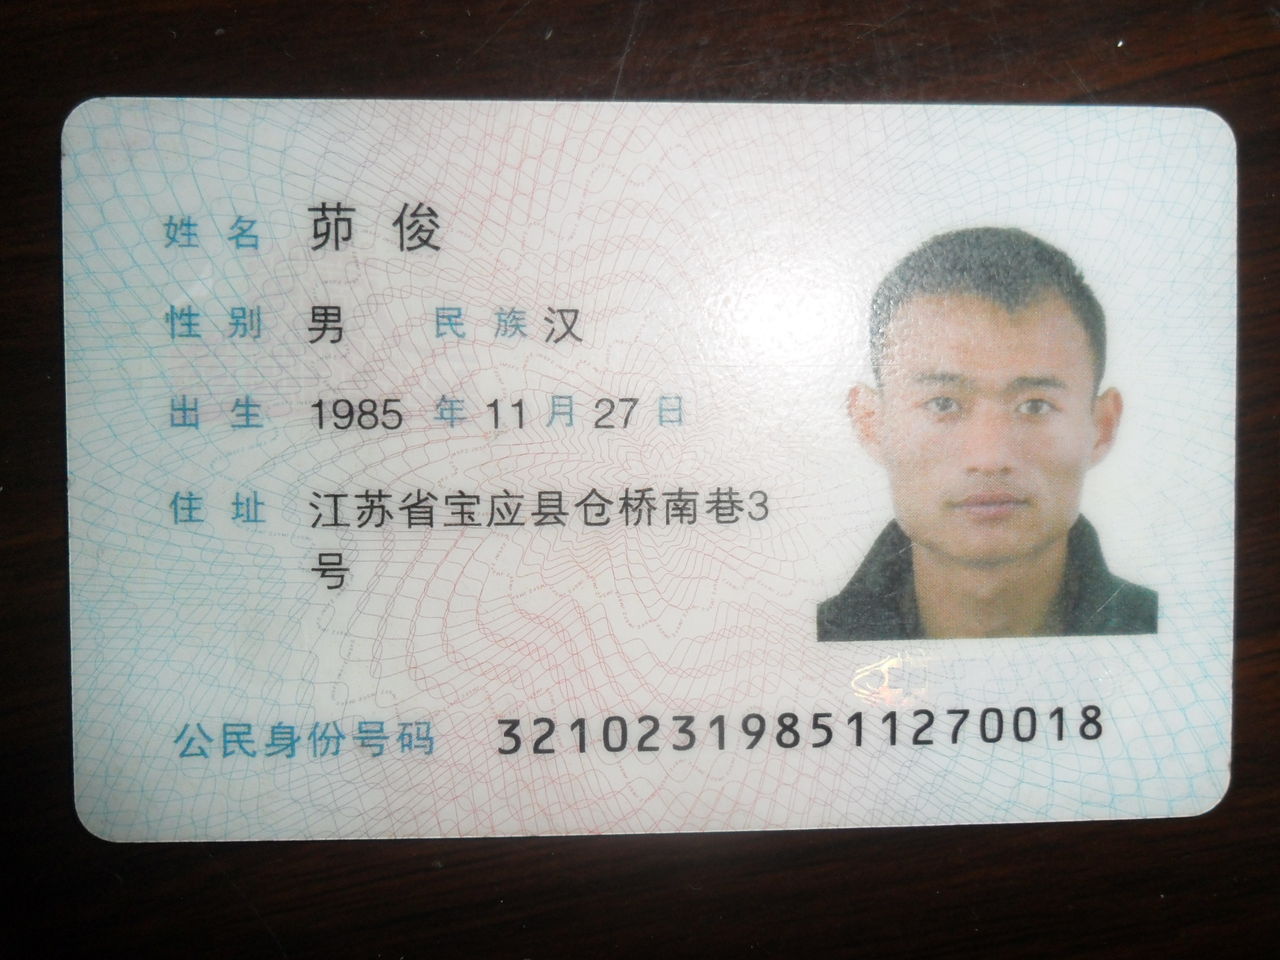 姓名 茆俊
性别 男 民族 汉
出生 1985 年 11 月 27 日
住址 江苏省宝应县仓桥南巷3
号
公民身份号码 321023198511270018